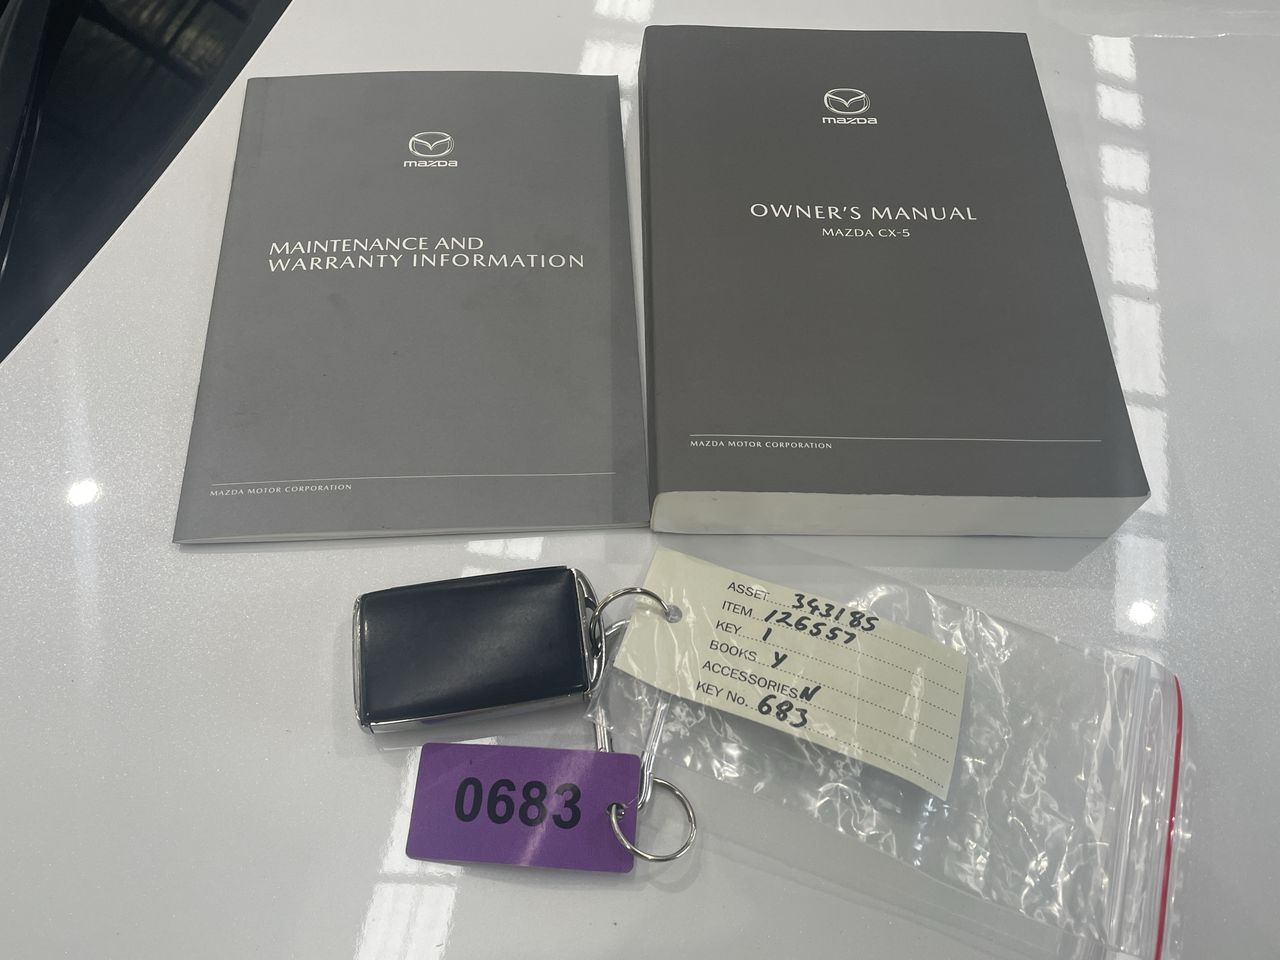 mazda
MAINTENANCE AND
WARRANTY INFORMATION
MAZDA MOTOR CORPORATION
mazda
OWNER'S MANUAL
MAZDA CX-5
MAZDA MOTOR CORPORATION
ASSET 343185
ITEM 126557
KEY 1
BOOKS Y
ACCESSORIES N
KEY No. 683
0683